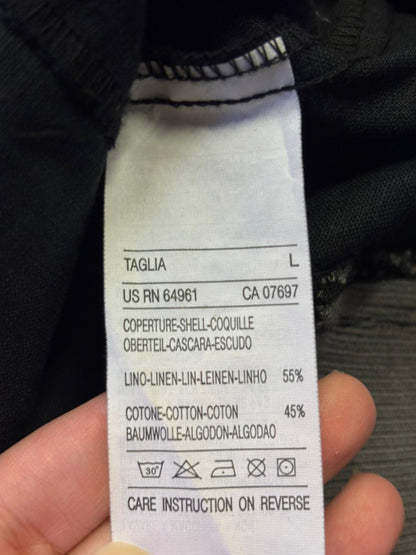 TAGLIA L
US RN 64961 CA 07697
COPERTURE-SHELL-COQUILLE
OBERTEIL-CASCARA-ESCUDO
LINO-LINEN-LIN-LEINEN-LINHO 55%
COTONE-COTTON-COTON 45%
BAUMWOLLE-ALGODON-ALGODAO
30°
CARE INSTRUCTION ON REVERSE